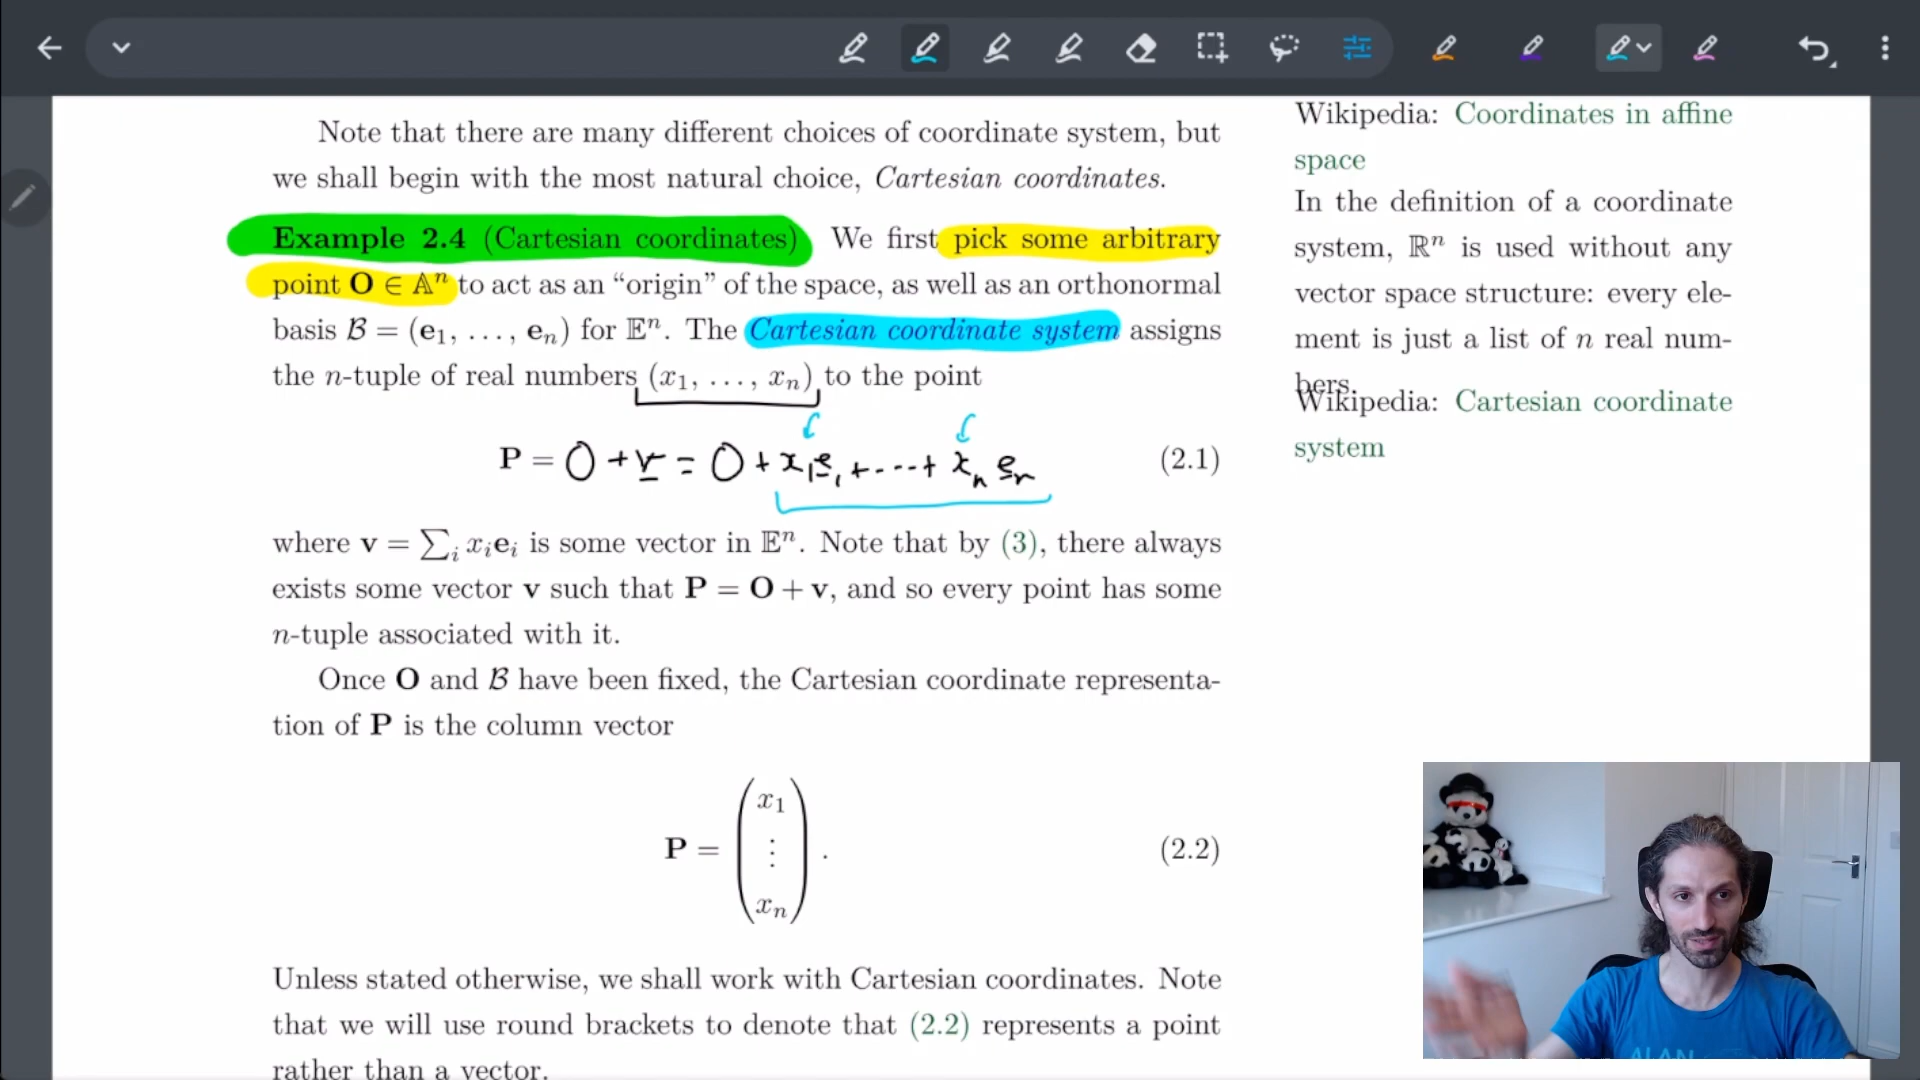 Note that there are many different choices of coordinate system, but
we shall begin with the most natural choice, Cartesian coordinates.
Example 2.4 (Cartesian coordinates) We first pick some arbitrary
point O ∈ 𝔸ⁿ to act as an “origin” of the space, as well as an orthonormal
basis ℬ = (e₁, …, eₙ) for 𝔼ⁿ. The Cartesian coordinate system assigns
the n-tuple of real numbers (x₁, …, xₙ) to the point
P = O + v = O + x₁e₁ + ---- + xₙeₙ (2.1)
where v = ∑ᵢ xᵢeᵢ is some vector in 𝔼ⁿ. Note that by (3), there always
exists some vector v such that P = O + v, and so every point has some
n-tuple associated with it.
Once O and ℬ have been fixed, the Cartesian coordinate representa-
tion of P is the column vector
x₁
P = ( ⋮ ) . (2.2)
xₙ
Unless stated otherwise, we shall work with Cartesian coordinates. Note
that we will use round brackets to denote that (2.2) represents a point
rather than a vector.
Wikipedia: Coordinates in affine
space
In the definition of a coordinate
system, ℝⁿ is used without any
vector space structure: every ele-
ment is just a list of n real num-
bers.
Wikipedia: Cartesian coordinate
system
ALAN